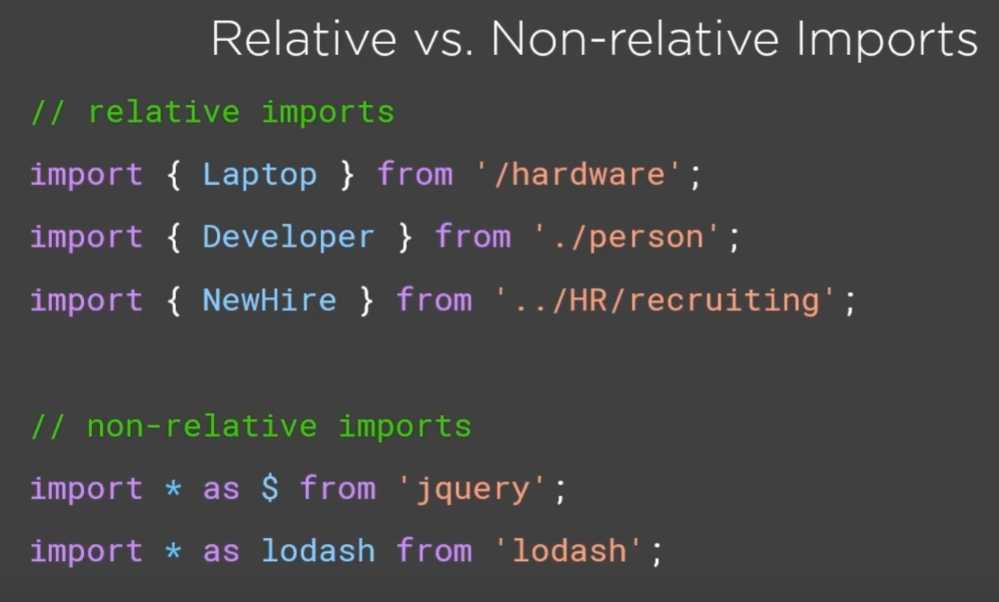 Relative vs. Non-relative Imports
// relative imports
import { Laptop } from '/hardware';
import { Developer } from './person';
import { NewHire } from '../HR/recruiting';
// non-relative imports
import * as $ from 'jquery';
import * as lodash from 'lodash';